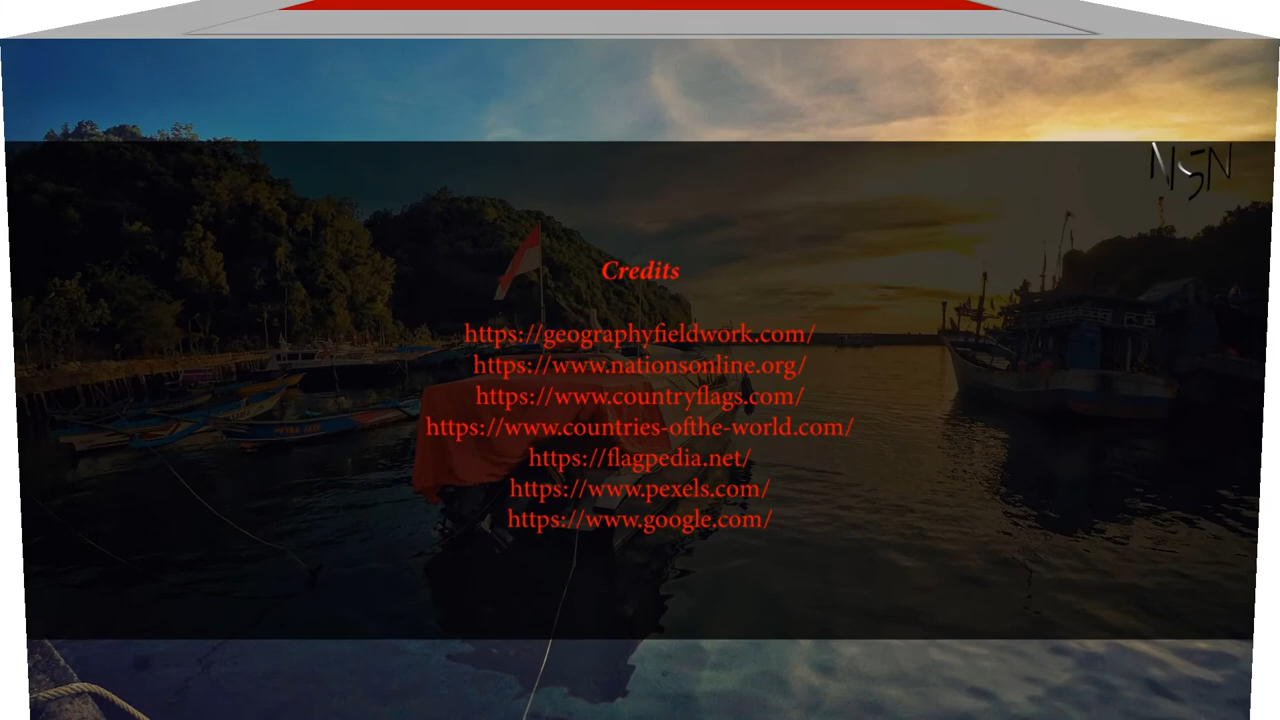 NSN
Credits
https://geographyfieldwork.com/
https://www.nationsonline.org/
https://www.countryflags.com/
https://www.countries-ofthe-world.com/
https://flagpedia.net/
https://www.pexels.com/
https://www.google.com/